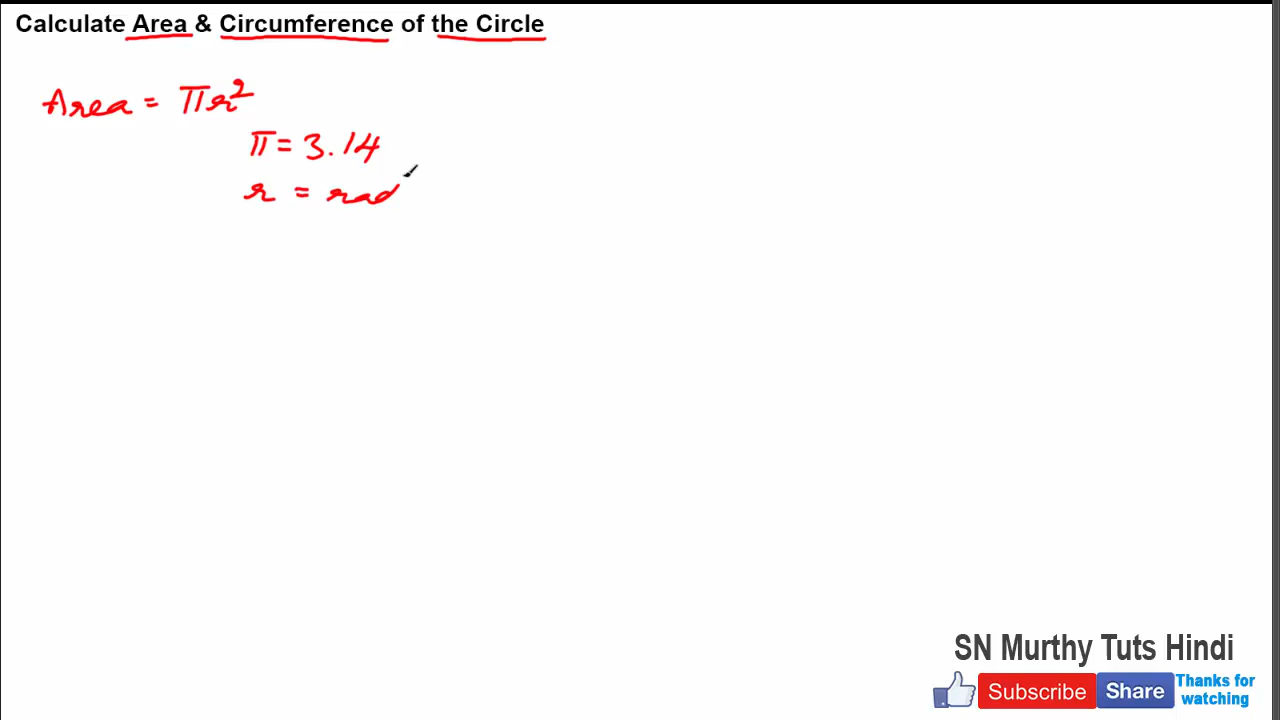 Calculate Area & Circumference of the Circle
Area = πr²
π = 3.14
r = rad
SN Murthy Tuts Hindi
Subscribe Share Thanks for watching